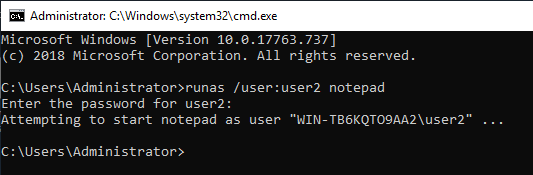 Administrator: C:\Windows\system32\cmd.exe
Microsoft Windows [Version 10.0.17763.737]
(c) 2018 Microsoft Corporation. All rights reserved.
C:\Users\Administrator>runas /user:user2 notepad
Enter the password for user2:
Attempting to start notepad as user "WIN-TB6KQTO9AA2\user2" ...
C:\Users\Administrator>